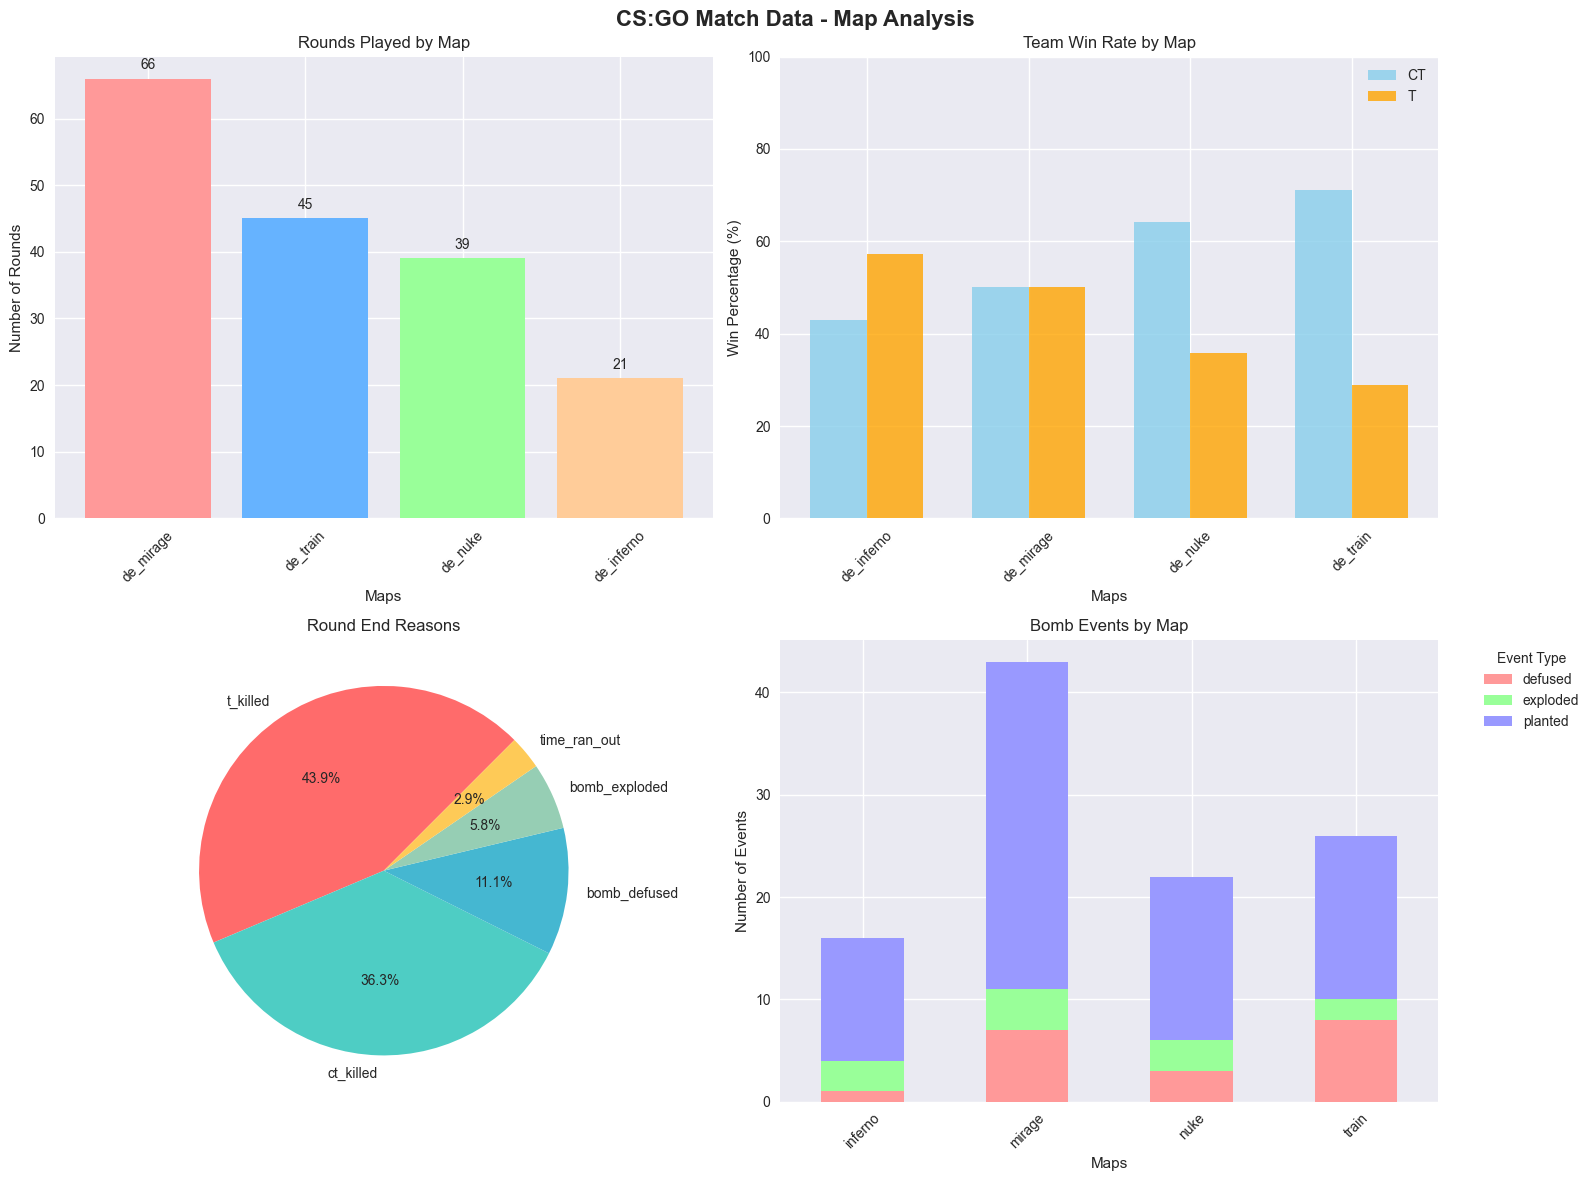 CS:GO Match Data - Map Analysis
Rounds Played by Map
66
45
39
21
60
50
40
30
20
10
0
Number of Rounds
de_mirage
de_train
de_nuke
de_inferno
Maps
Team Win Rate by Map
CT
T
100
80
60
40
20
0
Win Percentage (%)
de_inferno
de_mirage
de_nuke
de_train
Maps
Round End Reasons
t_killed
time_ran_out
bomb_exploded
bomb_defused
ct_killed
43.9%
2.9%
5.8%
11.1%
36.3%
Bomb Events by Map
Event Type
defused
exploded
planted
40
30
20
10
0
Number of Events
inferno
mirage
nuke
train
Maps